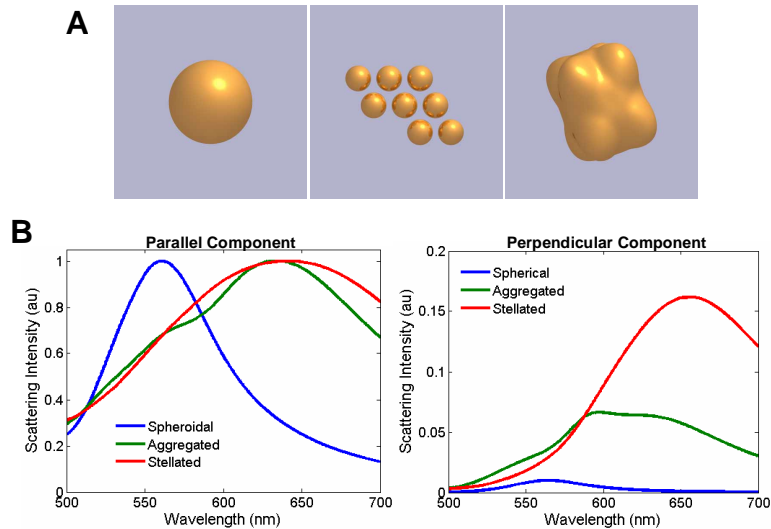 A
B
Parallel Component
Scattering Intensity (au)
1
0.8
0.6
0.4
0.2
0
Spheroidal
Aggregated
Stellated
500 550 600 650 700
Wavelength (nm)
Perpendicular Component
Scattering Intensity (au)
0.2
0.15
0.1
0.05
0
Spherical
Aggregated
Stellated
500 550 600 650 700
Wavelength (nm)